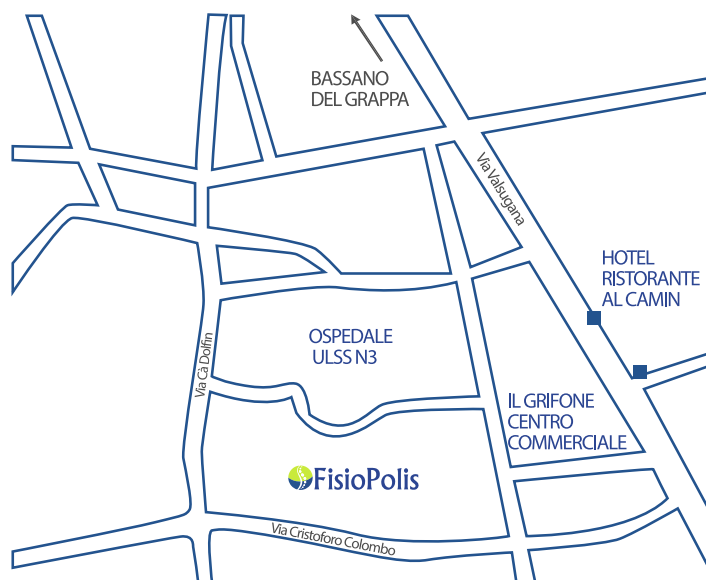 BASSANO
DEL GRAPPA
Via Valsugana
HOTEL
RISTORANTE
AL CAMIN
OSPEDALE
ULSS N3
Via Cà Dolfin
IL GRIFONE
CENTRO
COMMERCIALE
FisioPolis
Via Cristoforo Colombo